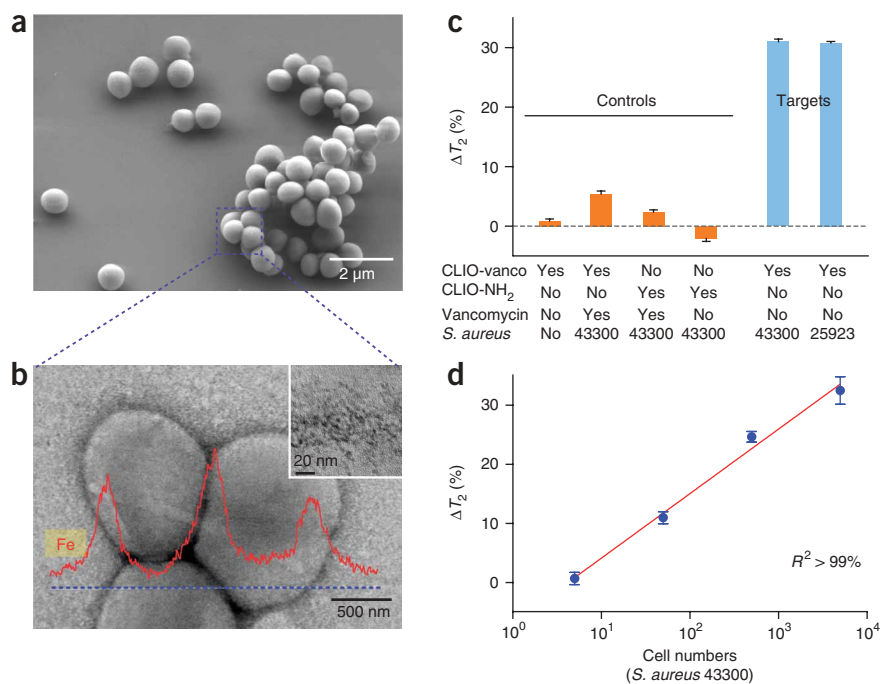 a
2 µm
b
20 nm
Fe
500 nm
c
30
20
10
0
ΔT2 (%)
Controls
Targets
CLIO-vanco Yes Yes No No Yes Yes
CLIO-NH2 No No Yes Yes No No
Vancomycin No Yes Yes No No No
S. aureus No 43300 43300 43300 43300 25923
d
30
20
10
0
ΔT2 (%)
R2 > 99%
10^0 10^1 10^2 10^3 10^4
Cell numbers
(S. aureus 43300)